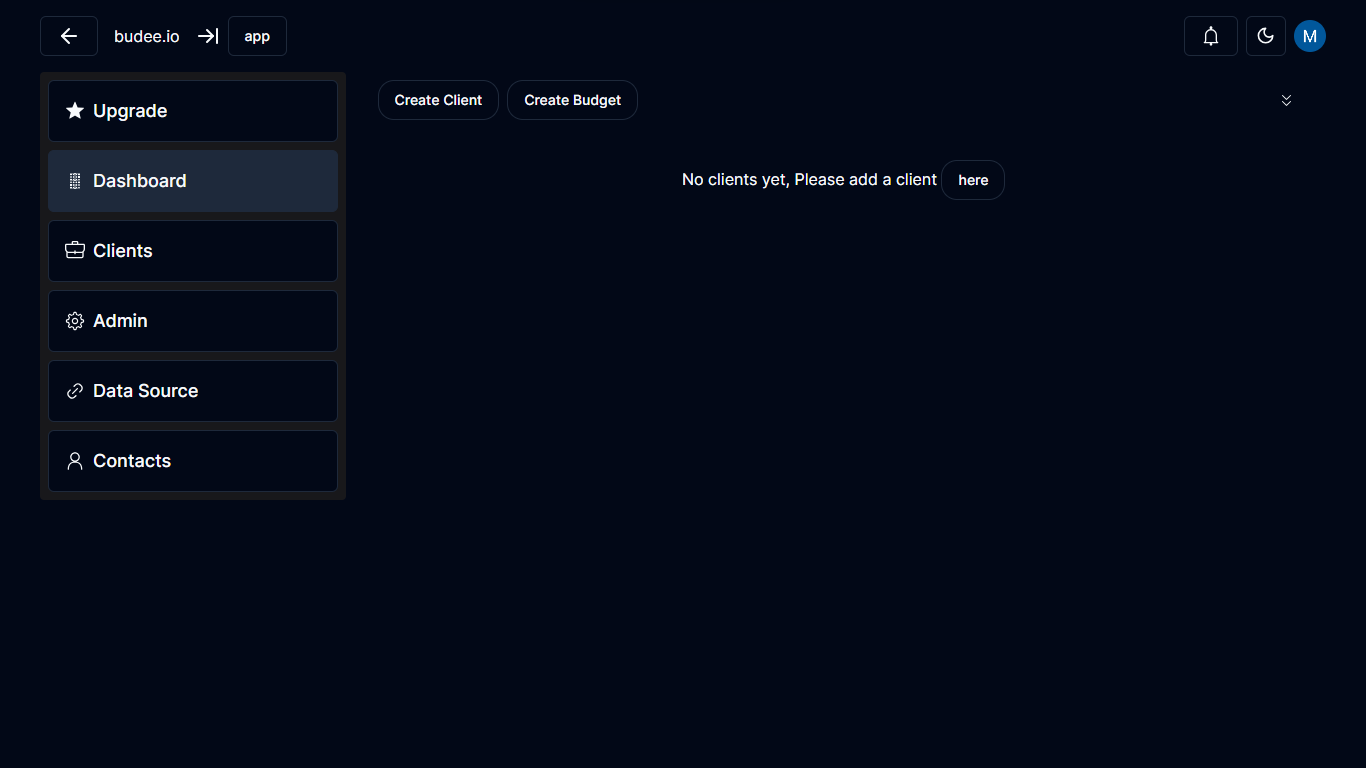 budee.io
app
M
Upgrade
Dashboard
Clients
Admin
Data Source
Contacts
Create Client
Create Budget
No clients yet, Please add a client here